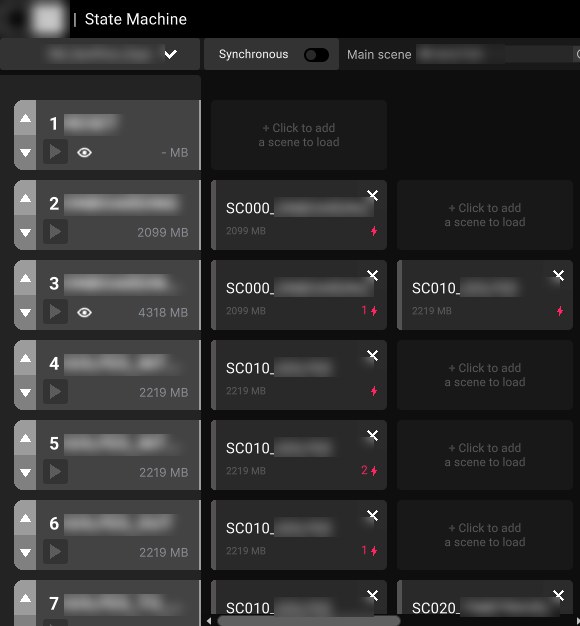 | State Machine
Synchronous
Main scene
1
- MB
+ Click to add
a scene to load
2
2099 MB
SC000_
2099 MB
+ Click to add
a scene to load
3
4318 MB
SC000_
2099 MB
1
SC010_
2219 MB
4
2219 MB
SC010_
2219 MB
+ Click to add
a scene to load
5
2219 MB
SC010_
2219 MB
2
+ Click to add
a scene to load
6
2219 MB
SC010_
2219 MB
1
+ Click to add
a scene to load
7
SC010_
SC020_